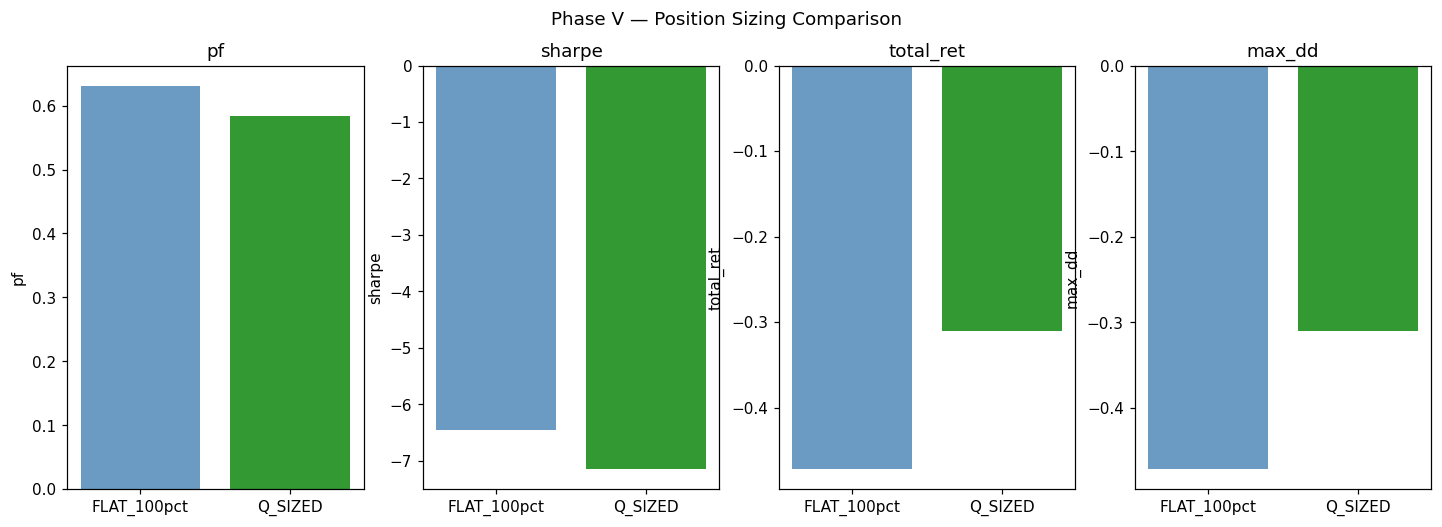 Phase V — Position Sizing Comparison
pf
pf
0.6
0.5
0.4
0.3
0.2
0.1
0.0
FLAT_100pct
Q_SIZED
sharpe
sharpe
0
−1
−2
−3
−4
−5
−6
−7
FLAT_100pct
Q_SIZED
total_ret
total_ret
0.0
−0.1
−0.2
−0.3
−0.4
FLAT_100pct
Q_SIZED
max_dd
max_dd
0.0
−0.1
−0.2
−0.3
−0.4
FLAT_100pct
Q_SIZED